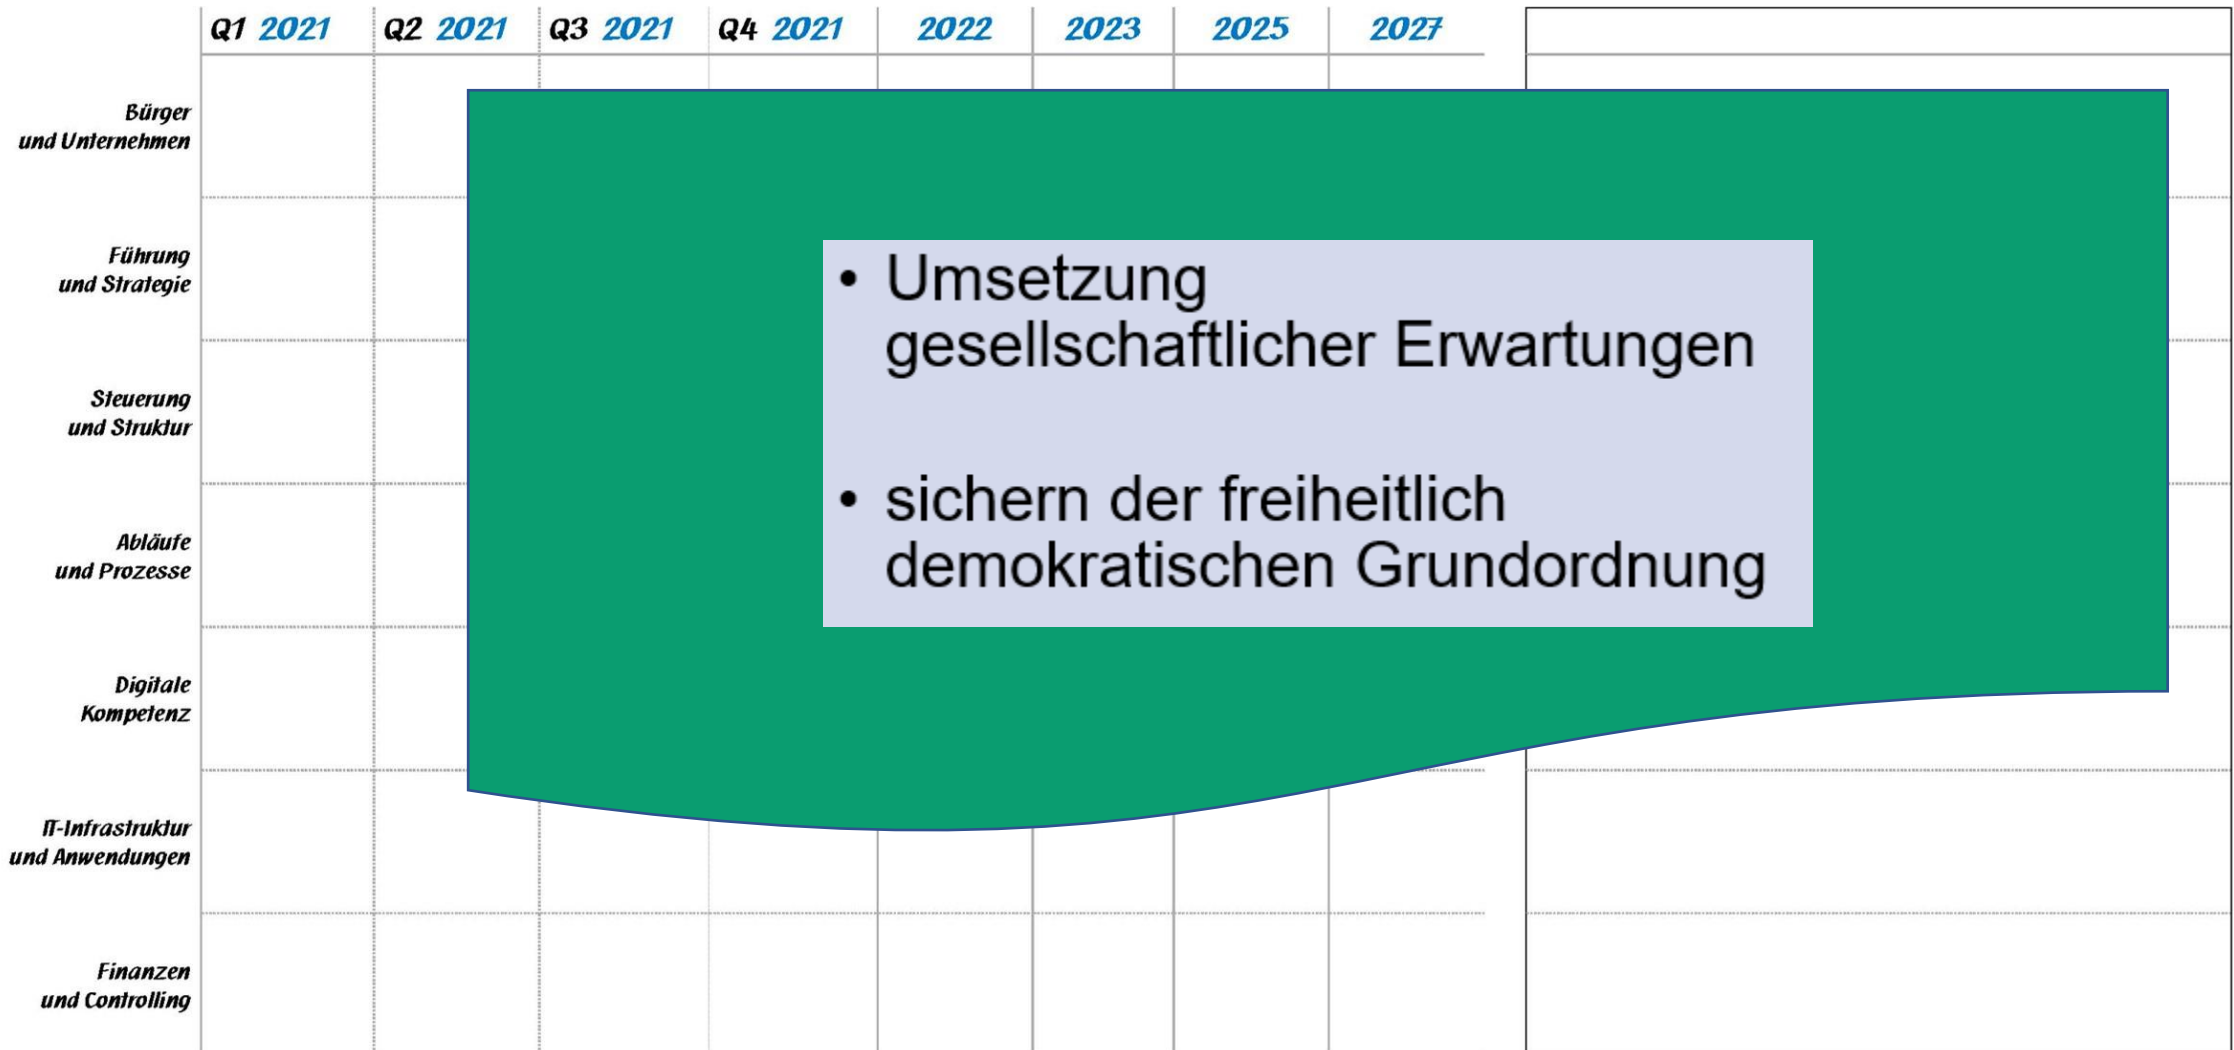 Q1 2021 Q2 2021 Q3 2021 Q4 2021 2022 2023 2025 2027
Bürger
und Unternehmen
Führung
und Strategie
Steuerung
und Struktur
Abläufe
und Prozesse
Digitale
Kompetenz
IT-Infrastruktur
und Anwendungen
Finanzen
und Controlling
• Umsetzung
gesellschaftlicher Erwartungen
• sichern der freiheitlich
demokratischen Grundordnung